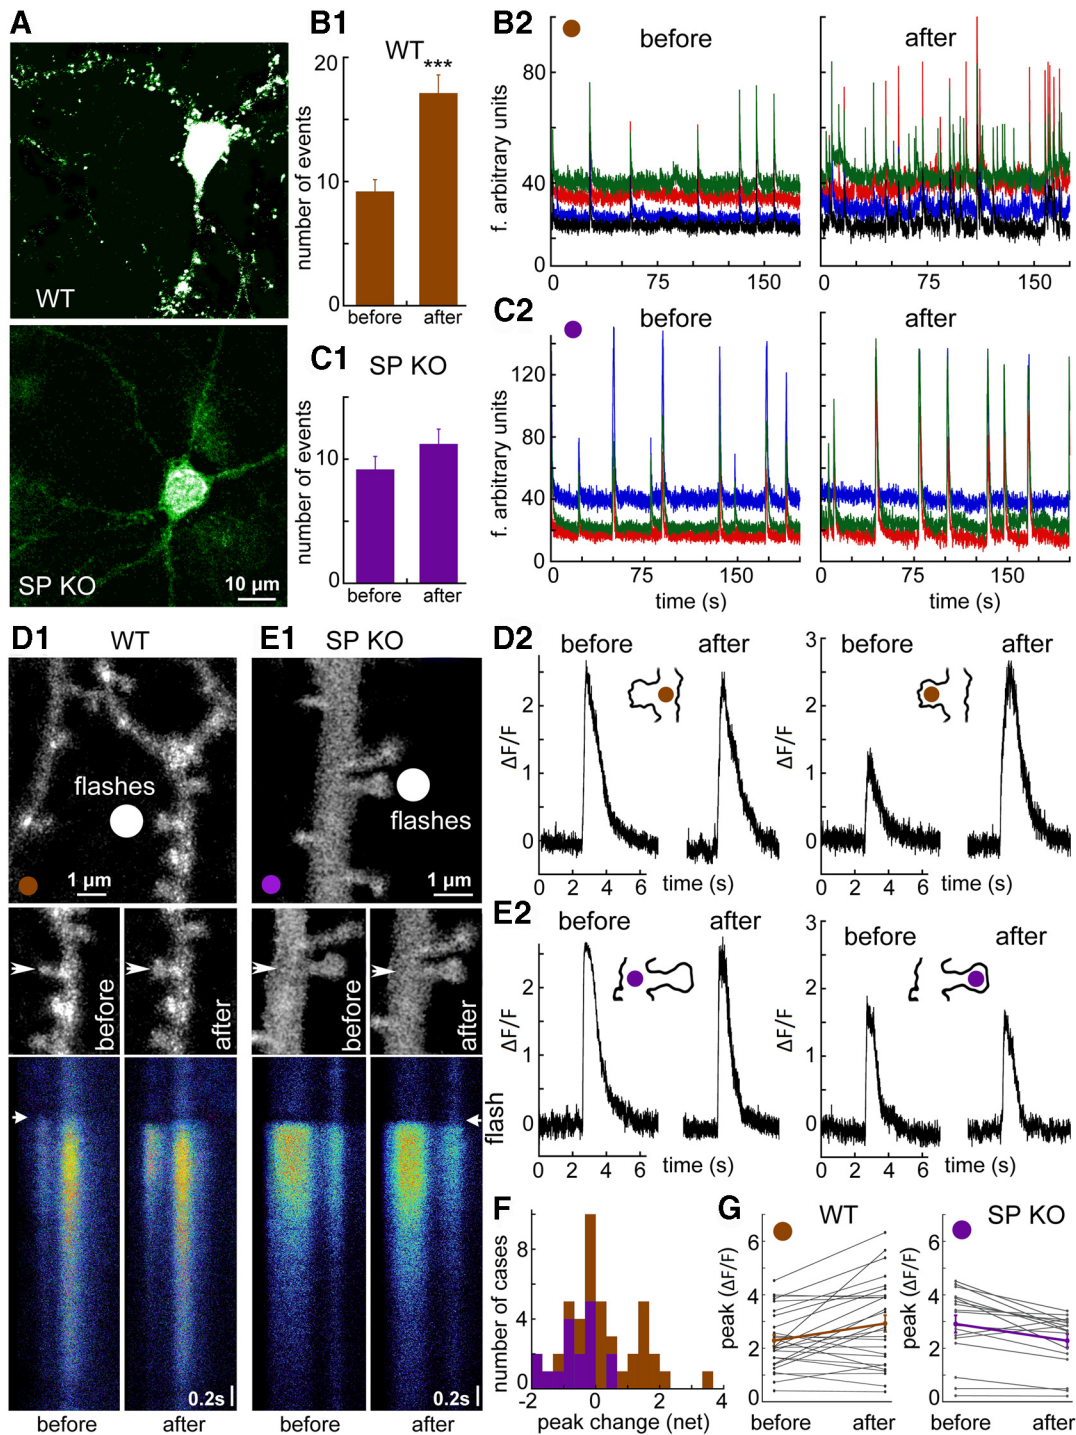 A
WT
SP KO
10 µm
B1
WT
***
number of events
20
10
0
before
after
C1
SP KO
number of events
10
0
before
after
B2
before
after
f. arbitrary units
80
40
0
0
75
150
0
75
150
C2
before
after
f. arbitrary units
120
80
40
0
0
75
150
0
75
150
time (s)
time (s)
D1
WT
flashes
1 µm
before
after
0.2s
before
after
E1
SP KO
flashes
1 µm
before
after
flash
0.2s
before
after
D2
before
after
ΔF/F
2
1
0
0
2
4
6
time (s)
before
after
ΔF/F
3
2
1
0
0
2
4
6
time (s)
E2
before
after
ΔF/F
2
1
0
0
2
4
6
time (s)
before
after
ΔF/F
3
2
1
0
0
2
4
6
time (s)
F
number of cases
8
4
0
-2
0
2
4
peak change (net)
G
WT
peak (ΔF/F)
6
4
2
0
before
after
SP KO
peak (ΔF/F)
6
4
2
0
before
after